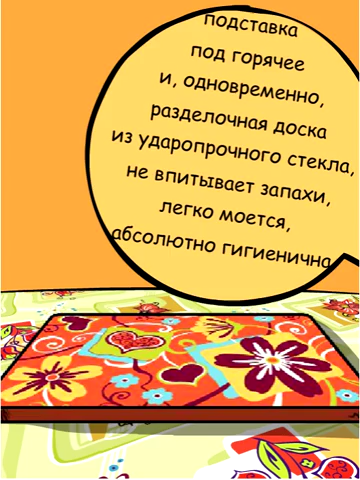 подставка
под горячее
и, одновременно,
разделочная доска
из ударопрочного стекла,
не впитывает запахи,
легко моется,
абсолютно гигиенична